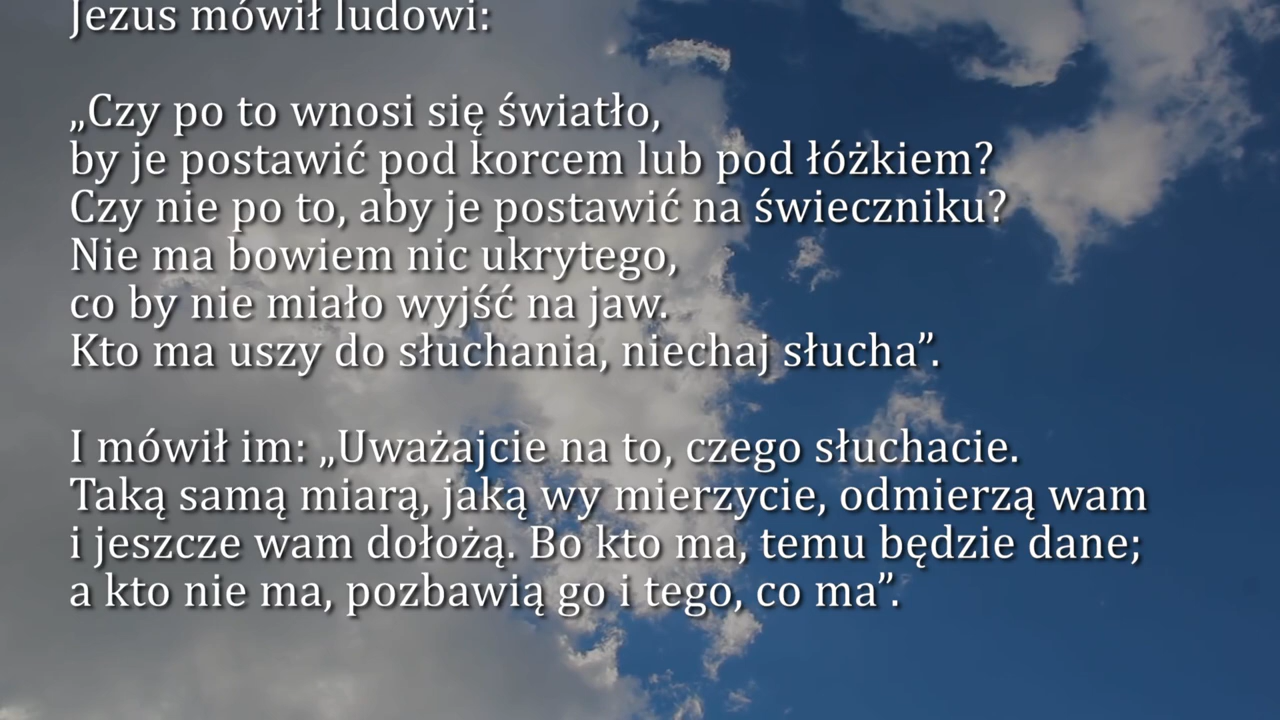 Jezus mówił ludowi:
„Czy po to wnosi się światło,
by je postawić pod korcem lub pod łóżkiem?
Czy nie po to, aby je postawić na świeczniku?
Nie ma bowiem nic ukrytego,
co by nie miało wyjść na jaw.
Kto ma uszy do słuchania, niechaj słucha”.
I mówił im: „Uważajcie na to, czego słuchacie.
Taką samą miarą, jaką wy mierzycie, odmierzą wam
i jeszcze wam dołożą. Bo kto ma, temu będzie dane;
a kto nie ma, pozbawią go i tego, co ma”.